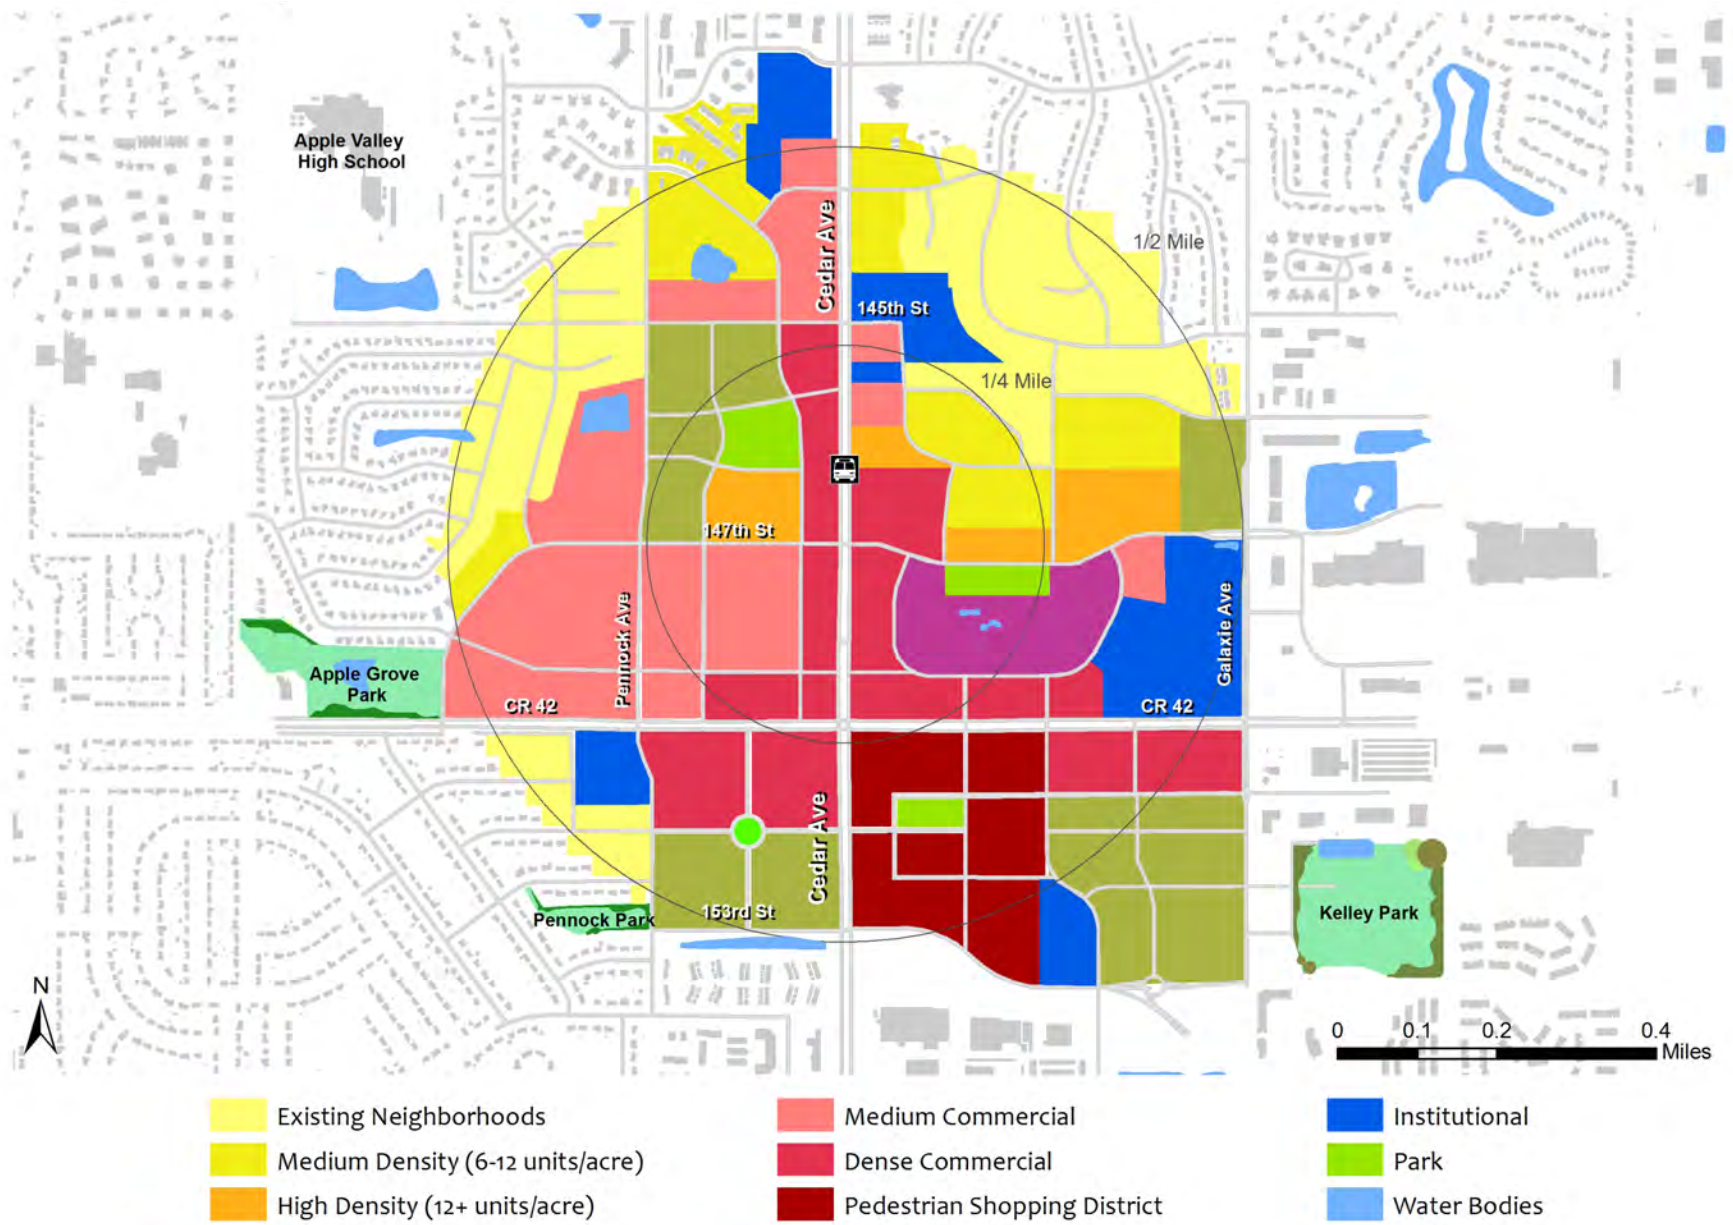 Apple Valley
High School
Cedar Ave
1/2 Mile
145th St
1/4 Mile
147th St
Pennock Ave
Galaxie Ave
Apple Grove
Park
CR 42
CR 42
Cedar Ave
153rd St
Pennock Park
Kelley Park
N
0 0.1 0.2 0.4
Miles
Existing Neighborhoods
Medium Density (6-12 units/acre)
High Density (12+ units/acre)
Medium Commercial
Dense Commercial
Pedestrian Shopping District
Institutional
Park
Water Bodies